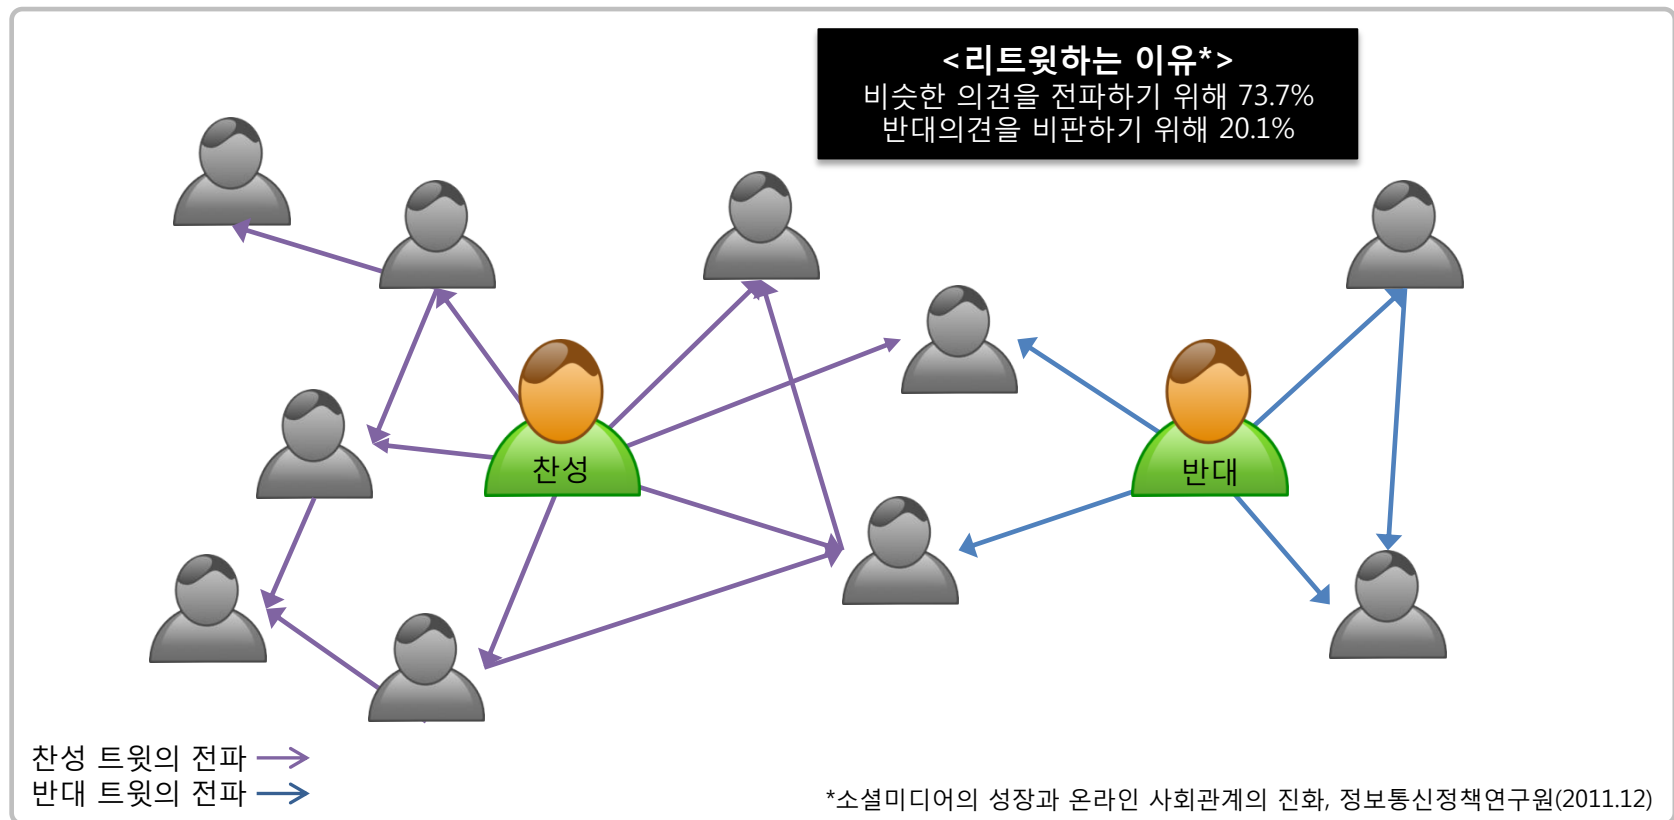 <리트윗하는 이유*>
비슷한 의견을 전파하기 위해 73.7%
반대의견을 비판하기 위해 20.1%
찬성
반대
찬성 트윗의 전파
반대 트윗의 전파
*소셜미디어의 성장과 온라인 사회관계의 진화, 정보통신정책연구원(2011.12)